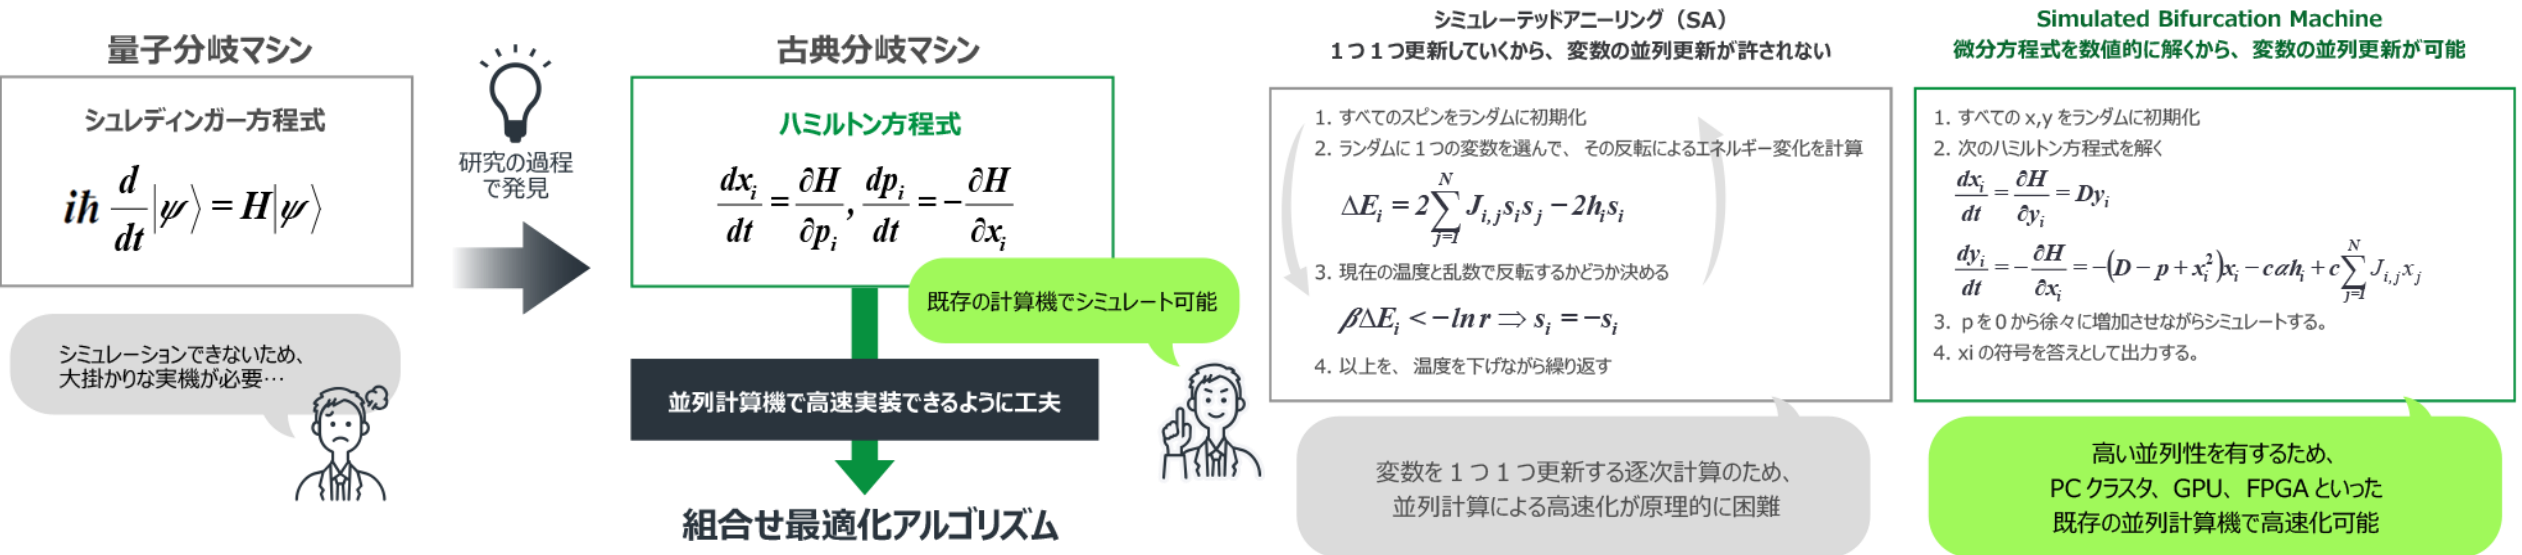 量子分岐マシン
シュレディンガー方程式
iħ d/dt |ψ⟩ = H|ψ⟩
シミュレーションできないため、
大掛かりな実機が必要…
研究の過程
で発見
古典分岐マシン
ハミルトン方程式
dx_i/dt = ∂H/∂p_i , dp_i/dt = −∂H/∂x_i
既存の計算機でシミュレート可能
並列計算機で高速実装できるように工夫
組合せ最適化アルゴリズム
シミュレーテッドアニーリング（SA）
１つ１つ更新していくから、変数の並列更新が許されない
1. すべてのスピンをランダムに初期化
2. ランダムに１つの変数を選んで、その反転によるエネルギー変化を計算
ΔE_i = 2∑_{j=1}^{N} J_{i,j} s_i s_j − 2h_i s_i
3. 現在の温度と乱数で反転するかどうか決める
βΔE_i < −ln r ⇒ s_i = −s_i
4. 以上を、温度を下げながら繰り返す
変数を１つ１つ更新する逐次計算のため、
並列計算による高速化が原理的に困難
Simulated Bifurcation Machine
微分方程式を数値的に解くから、変数の並列更新が可能
1. すべての x,y をランダムに初期化
2. 次のハミルトン方程式を解く
dx_i/dt = ∂H/∂y_i = Dy_i
dy_i/dt = −∂H/∂x_i = −(D − p + x_i^2)x_i − cαh_i + c∑_{j=1}^{N} J_{i,j} x_j
3. ｐを０から徐々に増加させながらシミュレートする。
4. xi の符号を答えとして出力する。
高い並列性を有するため、
PC クラスタ、GPU、FPGA といった
既存の並列計算機で高速化可能